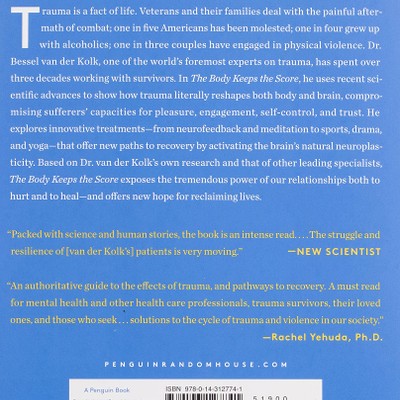 Trauma is a fact of life. Veterans and their families deal with the painful after-
math of combat; one in five Americans has been molested; one in four grew up
with alcoholics; one in three couples have engaged in physical violence. Dr.
Bessel van der Kolk, one of the world's foremost experts on trauma, has spent over
three decades working with survivors. In The Body Keeps the Score, he uses recent sci-
entific advances to show how trauma literally reshapes both body and brain, compro-
mising sufferers' capacities for pleasure, engagement, self-control, and trust. He
explores innovative treatments—from neurofeedback and meditation to sports, drama,
and yoga—that offer new paths to recovery by activating the brain's natural neuroplas-
ticity. Based on Dr. van der Kolk's own research and that of other leading specialists,
The Body Keeps the Score exposes the tremendous power of our relationships both to
hurt and to heal—and offers new hope for reclaiming lives.
"Packed with science and human stories, the book is an intense read. . . . The struggle and
resilience of [van der Kolk's] patients is very moving." —NEW SCIENTIST
"An authoritative guide to the effects of trauma, and pathways to recovery. A must read
for mental health and other health care professionals, trauma survivors, their loved
ones, and those who seek . . . solutions to the cycle of trauma and violence in our society."
—Rachel Yehuda, Ph.D.
PENGUINRANDOMHOUSE.COM
A Penguin Book
ISBN 978-0-14-312774-1
51900